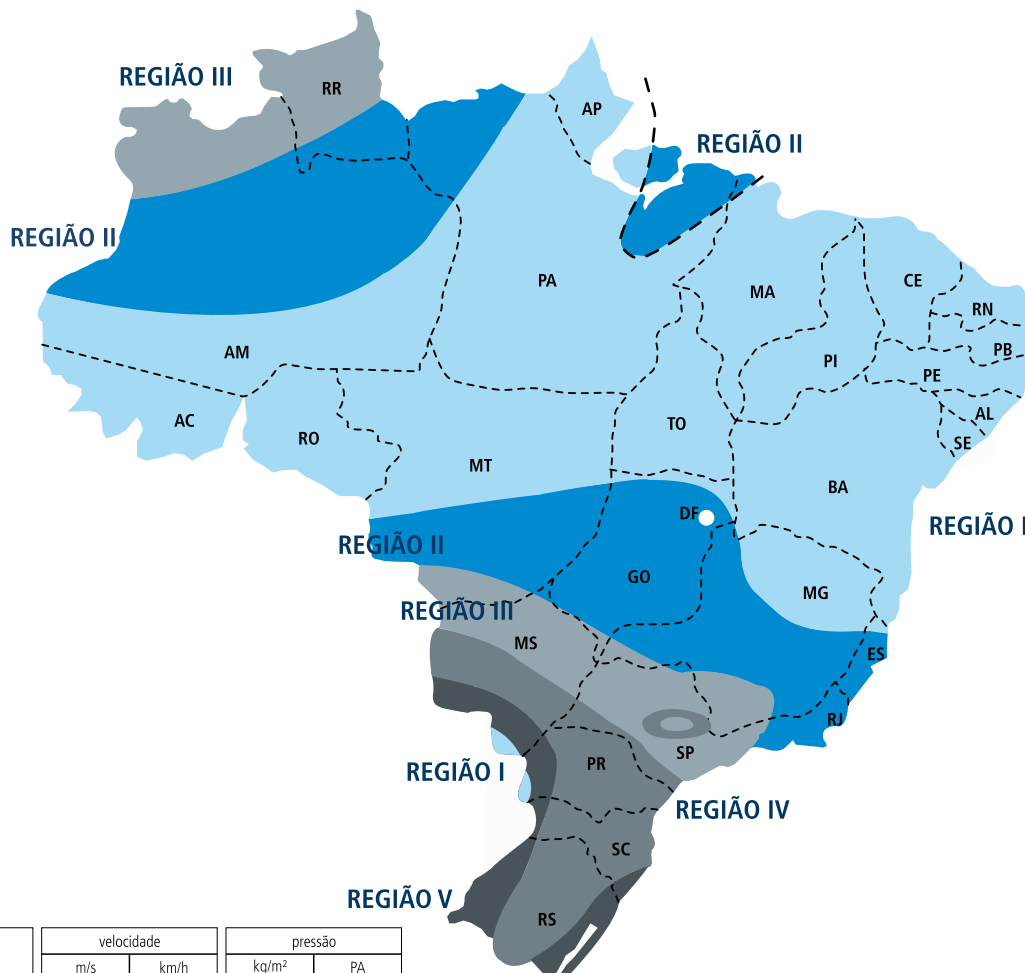 REGIÃO III
RR
AP
REGIÃO II
REGIÃO II
PA
MA
CE
RN
PB
PI
PE
AM
AL
AC
TO
SE
RO
MT
BA
DF
REGIÃO I
REGIÃO II
GO
MG
REGIÃO III
MS
ES
RJ
SP
PR
REGIÃO I
REGIÃO IV
SC
REGIÃO V
RS
velocidade
pressão
m/s
km/h
kg/m²
PA